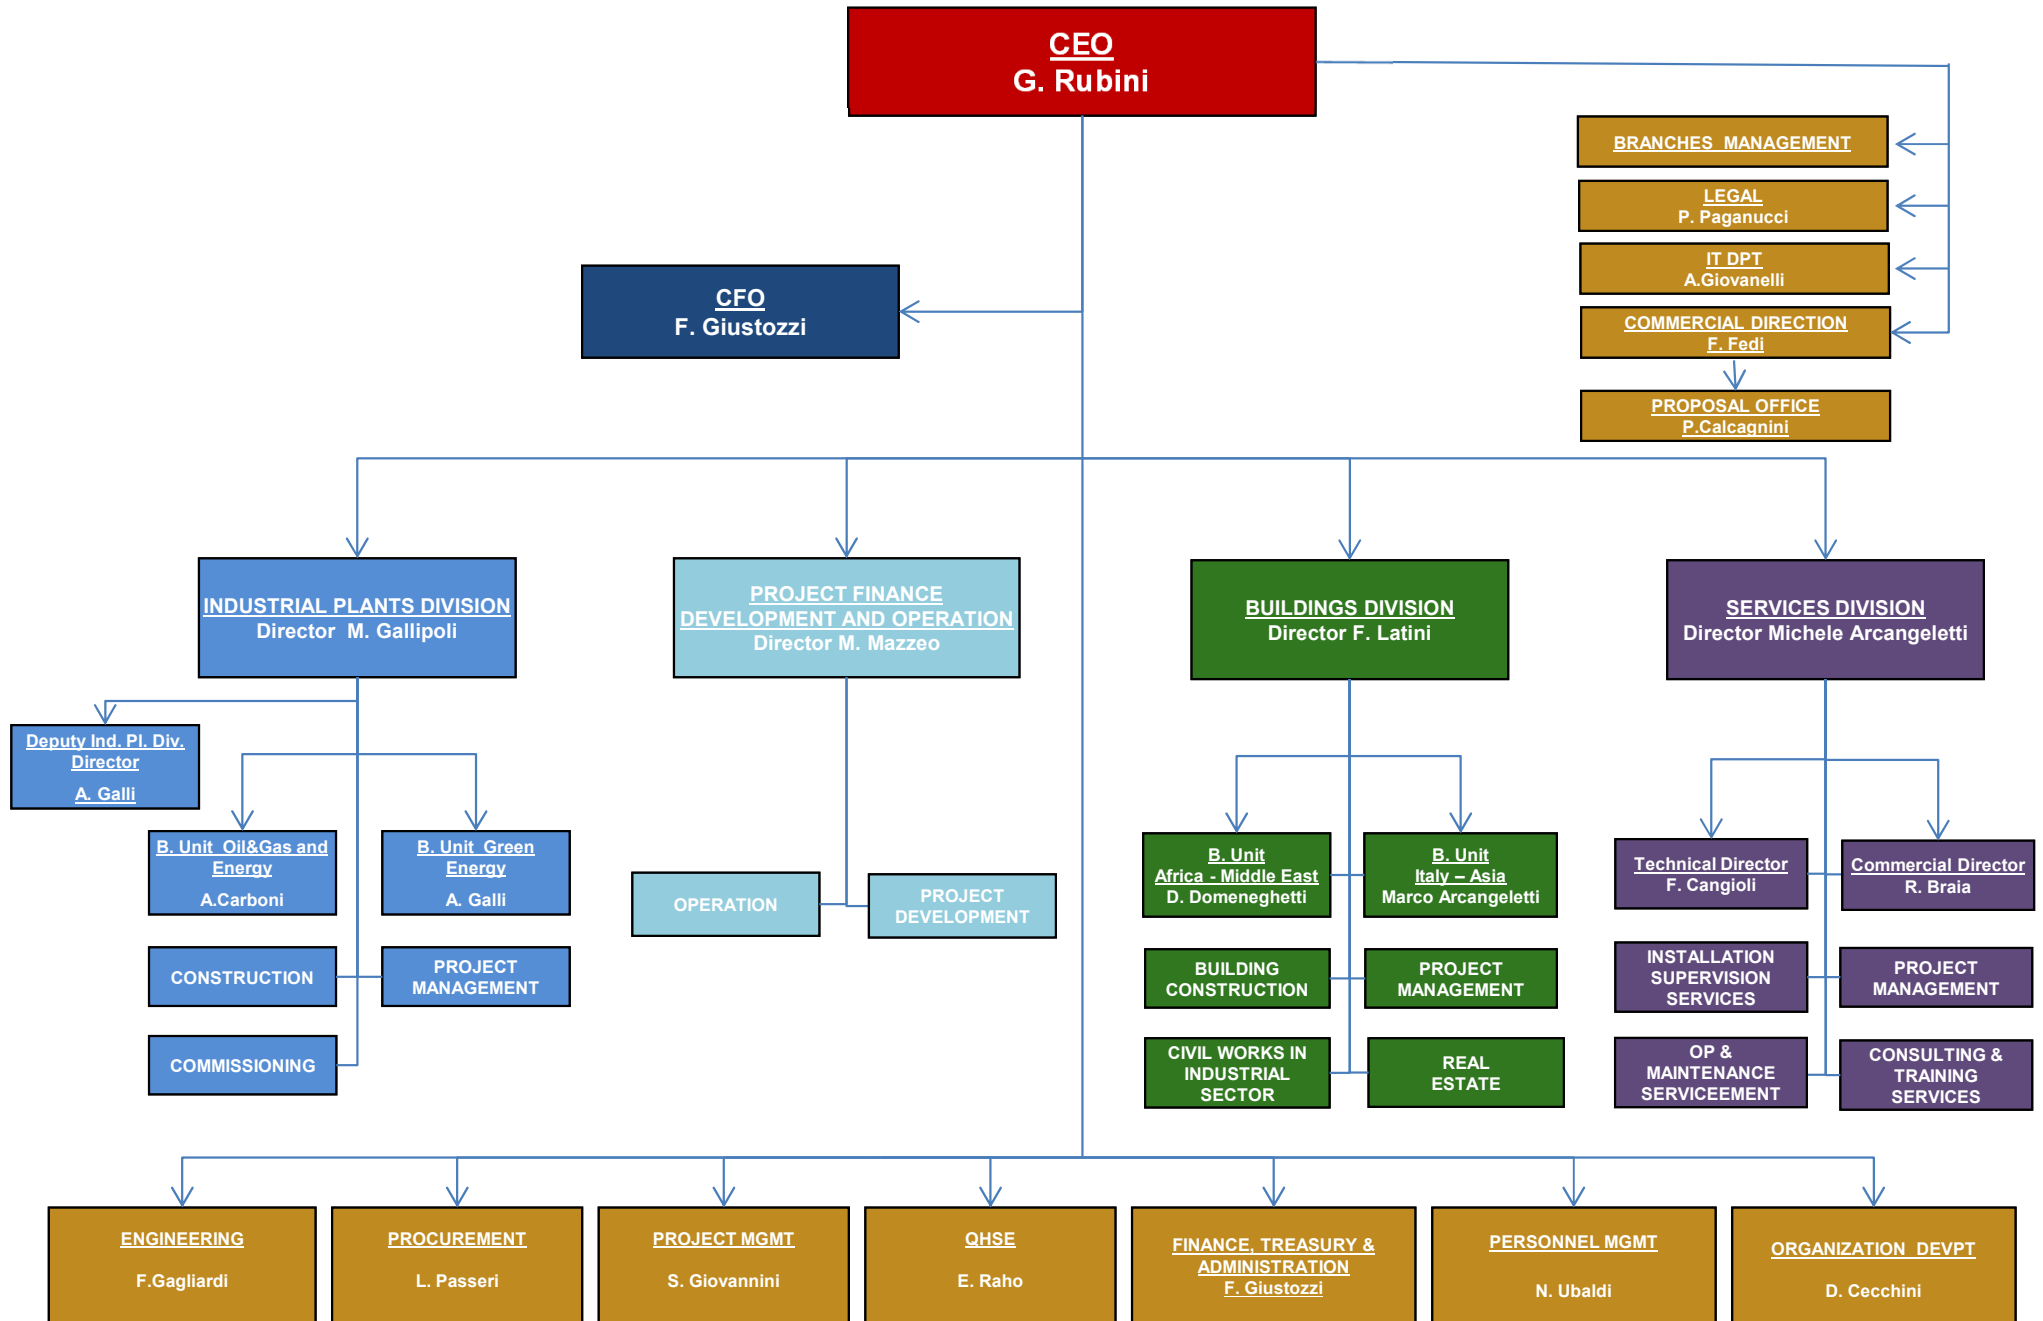 CEO
G. Rubini
BRANCHES MANAGEMENT
LEGAL
P. Paganucci
IT DPT
A.Giovanelli
COMMERCIAL DIRECTION
F. Fedi
PROPOSAL OFFICE
P.Calcagnini
CFO
F. Giustozzi
INDUSTRIAL PLANTS DIVISION
Director M. Gallipoli
PROJECT FINANCE
DEVELOPMENT AND OPERATION
Director M. Mazzeo
BUILDINGS DIVISION
Director F. Latini
SERVICES DIVISION
Director Michele Arcangeletti
Deputy Ind. Pl. Div.
Director
A. Galli
B. Unit Oil&Gas and
Energy
A.Carboni
B. Unit Green
Energy
A. Galli
CONSTRUCTION
PROJECT
MANAGEMENT
COMMISSIONING
OPERATION
PROJECT
DEVELOPMENT
B. Unit
Africa - Middle East
D. Domeneghetti
B. Unit
Italy – Asia
Marco Arcangeletti
BUILDING
CONSTRUCTION
PROJECT
MANAGEMENT
CIVIL WORKS IN
INDUSTRIAL
SECTOR
REAL
ESTATE
Technical Director
F. Cangioli
Commercial Director
R. Braia
INSTALLATION
SUPERVISION
SERVICES
PROJECT
MANAGEMENT
OP &
MAINTENANCE
SERVICEEMENT
CONSULTING &
TRAINING
SERVICES
ENGINEERING
F.Gagliardi
PROCUREMENT
L. Passeri
PROJECT MGMT
S. Giovannini
QHSE
E. Raho
FINANCE, TREASURY &
ADMINISTRATION
F. Giustozzi
PERSONNEL MGMT
N. Ubaldi
ORGANIZATION DEVPT
D. Cecchini